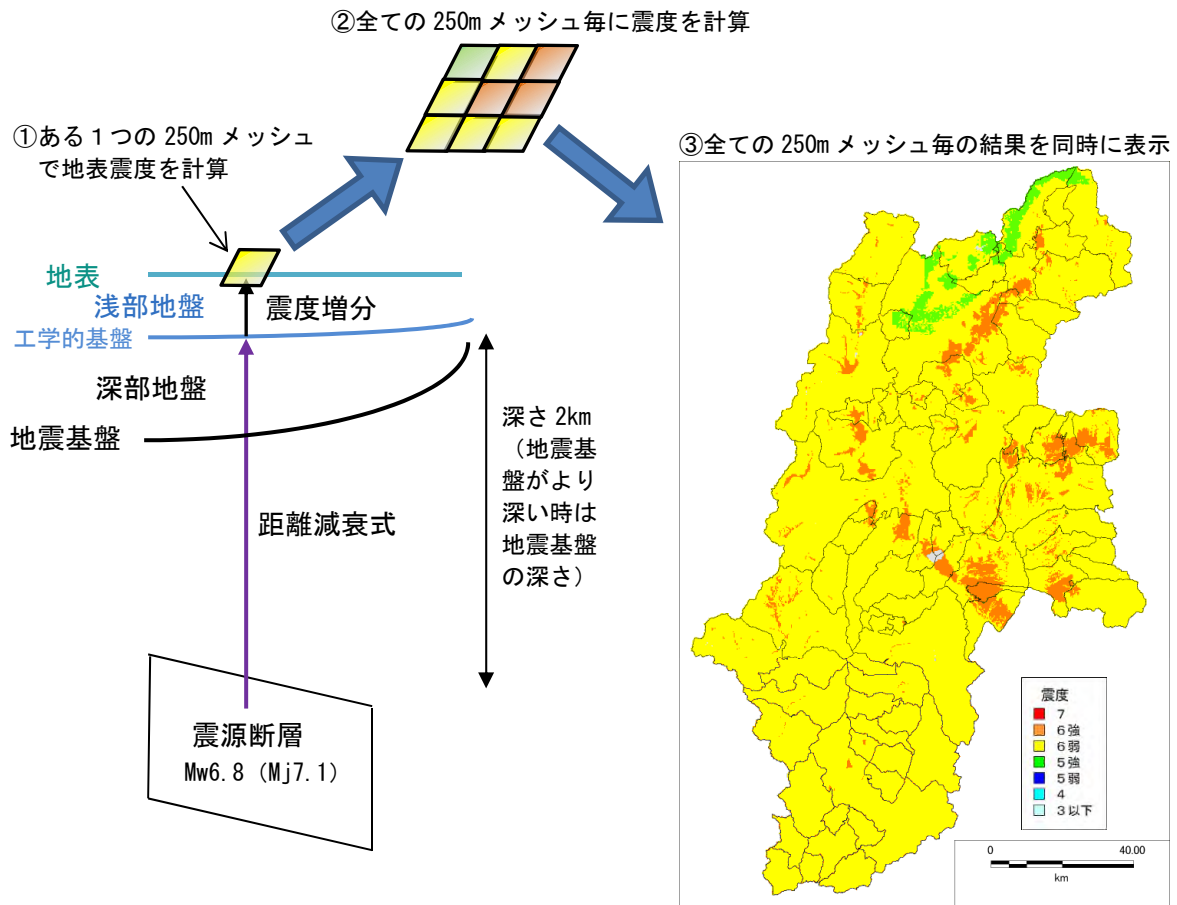 ②全ての 250m メッシュ毎に震度を計算
①ある１つの 250m メッシュ
で地表震度を計算
③全ての 250m メッシュ毎の結果を同時に表示
地表
浅部地盤
震度増分
工学的基盤
深部地盤
地震基盤
距離減衰式
深さ 2km
（地震基
盤がより
深い時は
地震基盤
の深さ）
震源断層
Mw6.8（Mj7.1）
震度
7
6強
6弱
5強
5弱
4
3以下
0 40.00
km